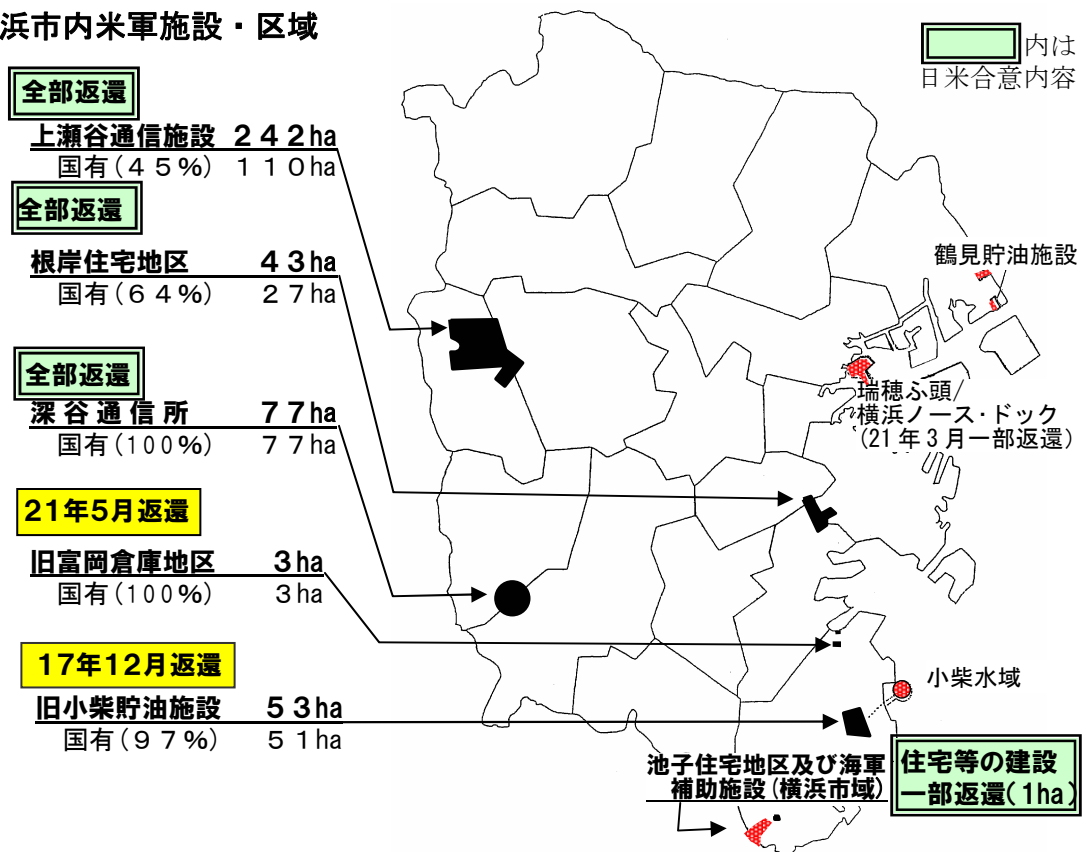 浜市内米軍施設・区域
内は
日米合意内容
全部返還
上瀬谷通信施設 242ha
国有(45%) 110ha
全部返還
根岸住宅地区 43ha
国有(64%) 27ha
全部返還
深谷通信所 77ha
国有(100%) 77ha
21年5月返還
旧富岡倉庫地区 3ha
国有(100%) 3ha
17年12月返還
旧小柴貯油施設 53ha
国有(97%) 51ha
鶴見貯油施設
瑞穂ふ頭/
横浜ノース・ドック
(21年3月一部返還)
小柴水域
池子住宅地区及び海軍
補助施設(横浜市域)
住宅等の建設
一部返還(1ha)